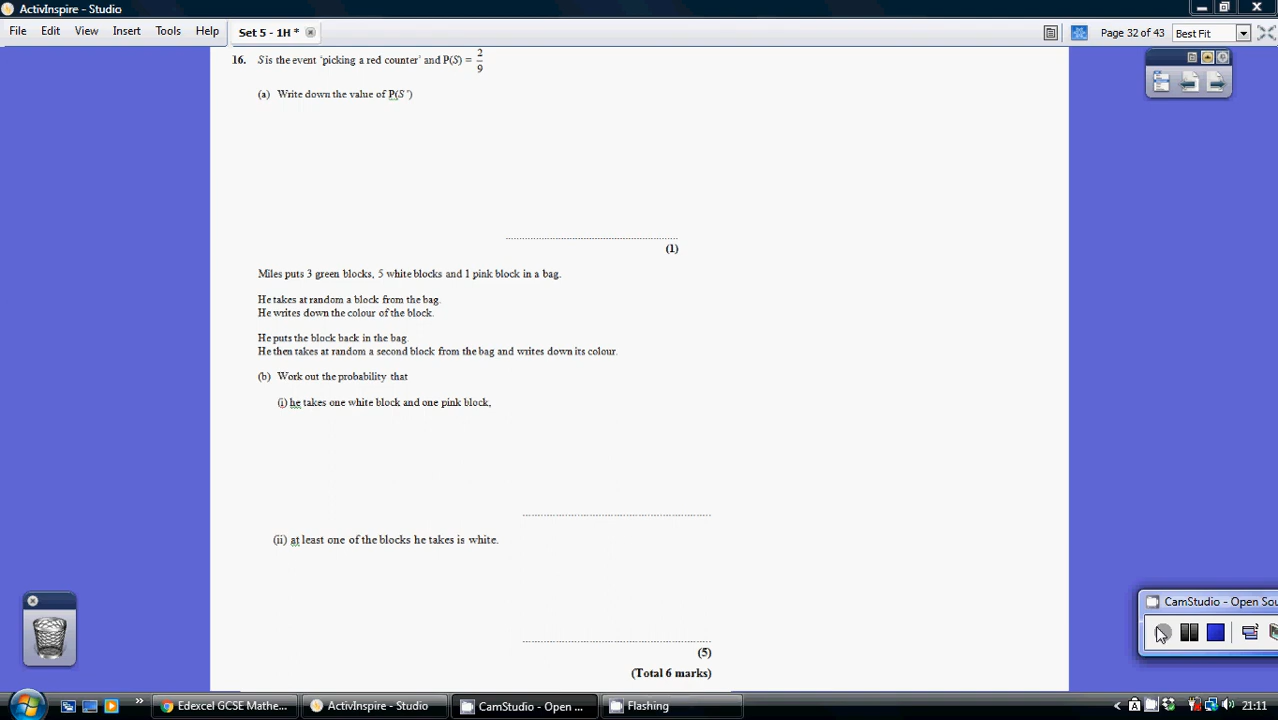 ActivInspire - Studio
File Edit View Insert Tools Help
Set 5 - 1H *
Page 32 of 43
Best Fit
16. S is the event 'picking a red counter' and P(S) = 2/9
(a) Write down the value of P(S')
(1)
Miles puts 3 green blocks, 5 white blocks and 1 pink block in a bag.
He takes at random a block from the bag.
He writes down the colour of the block.
He puts the block back in the bag.
He then takes at random a second block from the bag and writes down its colour.
(b) Work out the probability that
(i) he takes one white block and one pink block,
(ii) at least one of the blocks he takes is white.
(5)
(Total 6 marks)
CamStudio - Open Sou
Edexcel GCSE Mathe...
ActivInspire - Studio
CamStudio - Open ...
Flashing
21:11